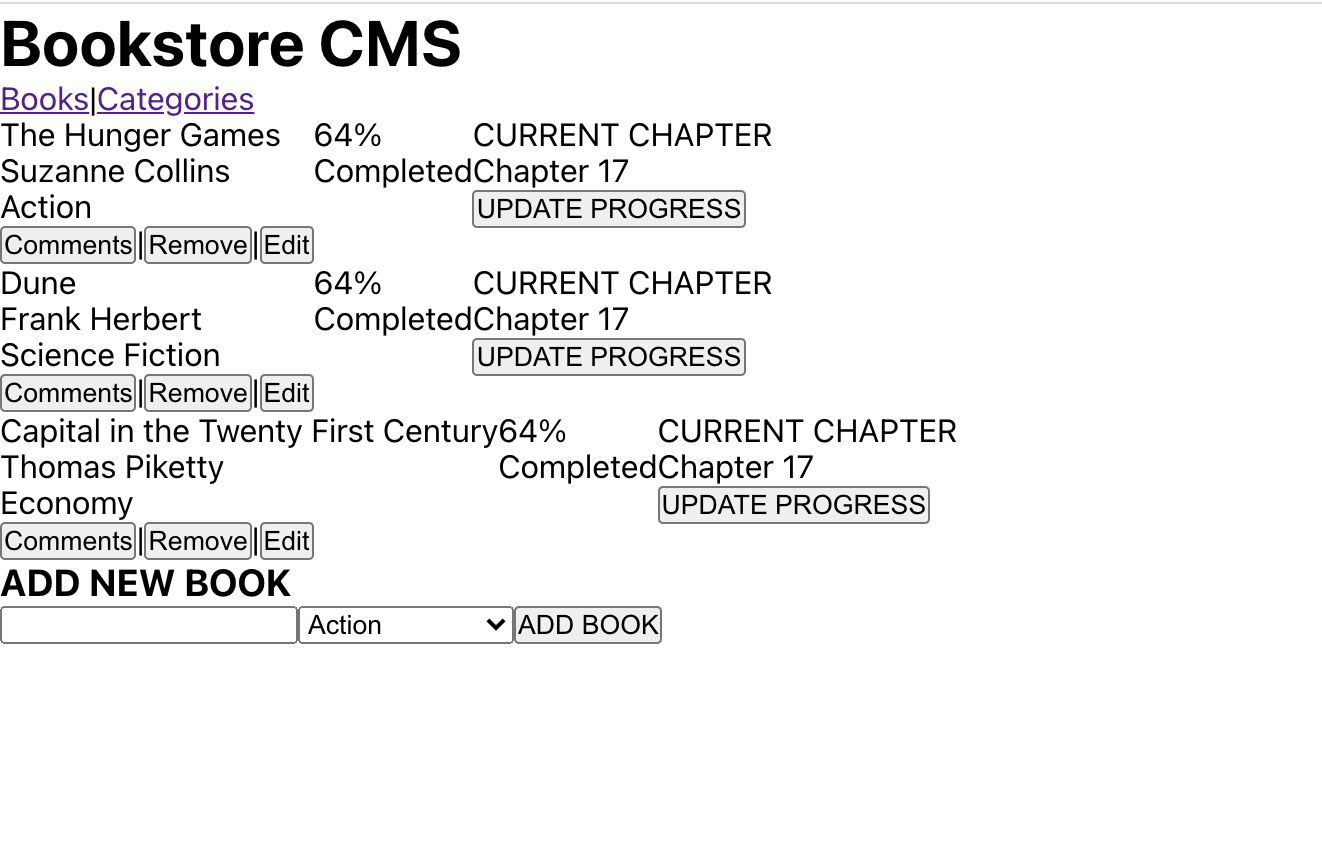 Bookstore CMS
Books|Categories
The Hunger Games
Suzanne Collins
Action
Comments|Remove|Edit
64%
Completed
CURRENT CHAPTER
Chapter 17
UPDATE PROGRESS
Dune
Frank Herbert
Science Fiction
Comments|Remove|Edit
64%
Completed
CURRENT CHAPTER
Chapter 17
UPDATE PROGRESS
Capital in the Twenty First Century
Thomas Piketty
Economy
Comments|Remove|Edit
64%
Completed
CURRENT CHAPTER
Chapter 17
UPDATE PROGRESS
ADD NEW BOOK
Action ADD BOOK